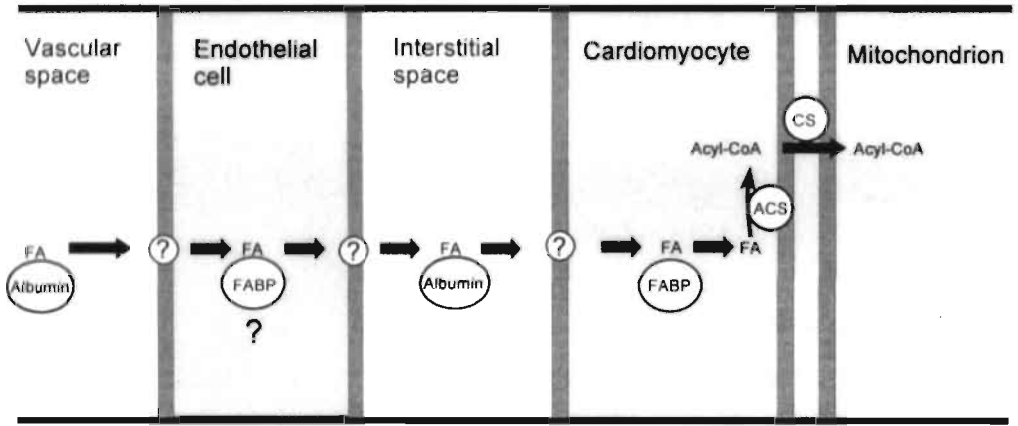 Vascular
space
Endothelial
cell
Interstitial
space
Cardiomyocyte
Mitochondrion
CS
Acyl-CoA
Acyl-CoA
ACS
FA
Albumin
?
FA
FABP
?
?
FA
Albumin
?
FA
FABP
FA